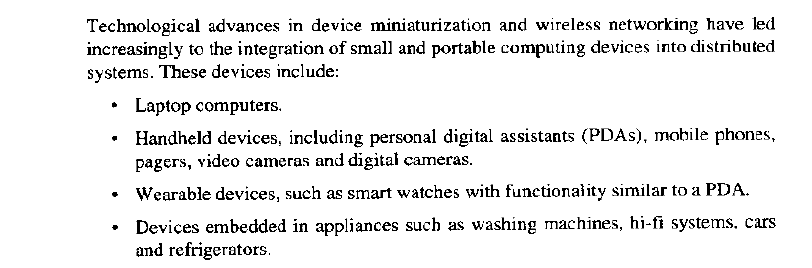 Technological advances in device miniaturization and wireless networking have led
increasingly to the integration of small and portable computing devices into distributed
systems. These devices include:
• Laptop computers.
• Handheld devices, including personal digital assistants (PDAs), mobile phones,
pagers, video cameras and digital cameras.
• Wearable devices, such as smart watches with functionality similar to a PDA.
• Devices embedded in appliances such as washing machines, hi-fi systems, cars
and refrigerators.